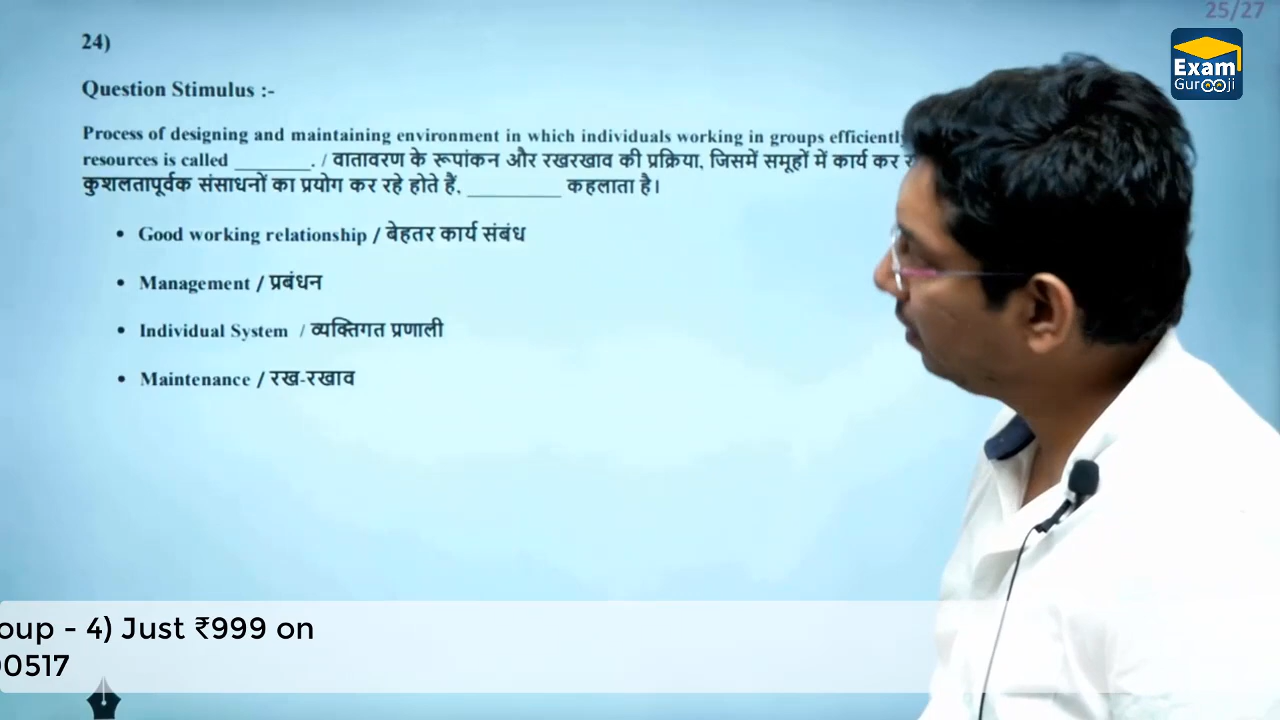 25/27
Exam
Guru ji
24)
Question Stimulus :-
Process of designing and maintaining environment in which individuals working in groups efficiently
resources is called ________. / वातावरण के रूपांकन और रखरखाव की प्रक्रिया, जिसमें समूहों में कार्य कर
कुशलतापूर्वक संसाधनों का प्रयोग कर रहे होते हैं, __________ कहलाता है।
• Good working relationship / बेहतर कार्य संबंध
• Management / प्रबंधन
• Individual System / व्यक्तिगत प्रणाली
• Maintenance / रख-रखाव
oup - 4) Just ₹999 on
0517